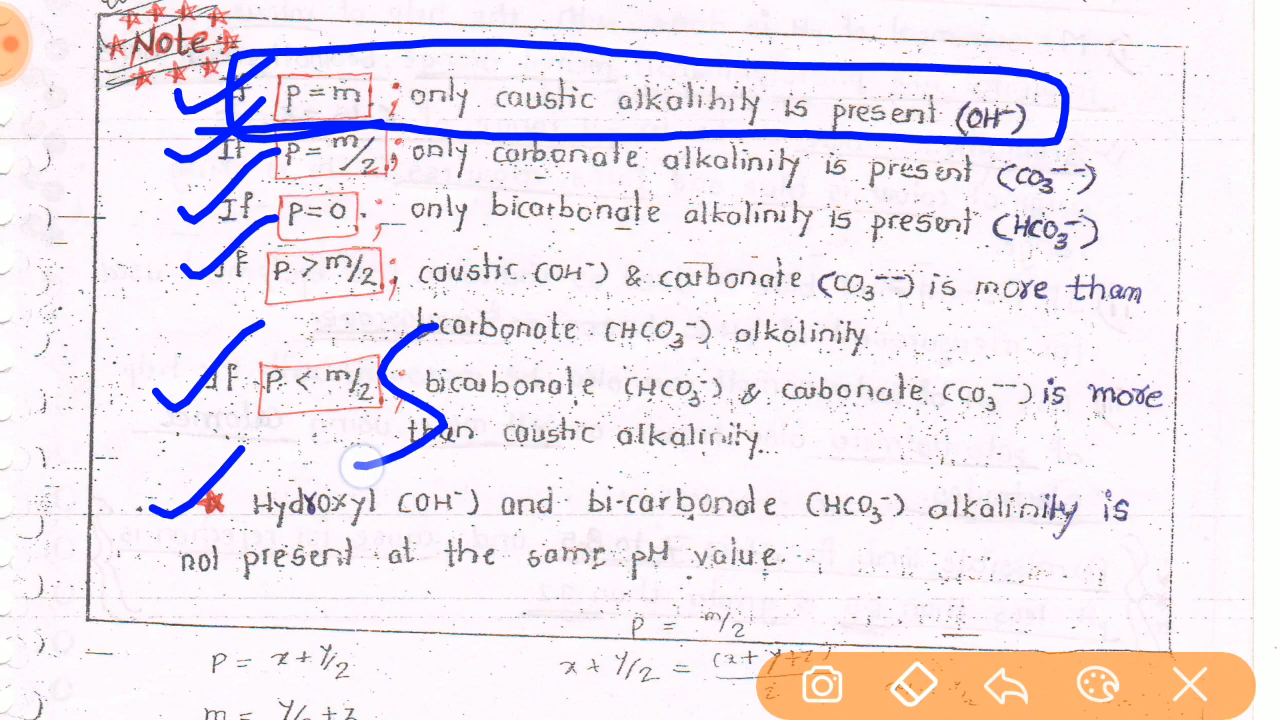 Note:
If p=m ; only caustic alkalinity is present (OH⁻)
If p=m/2 ; only carbonate alkalinity is present (CO₃⁻⁻)
If p=0 ; only bicarbonate alkalinity is present (HCO₃⁻)
If p>m/2 ; caustic (OH⁻) & carbonate (CO₃⁻⁻) is more than
bicarbonate (HCO₃⁻) alkalinity
If p<m/2 ; bicarbonate (HCO₃⁻) & carbonate (CO₃⁻⁻) is more
than caustic alkalinity.
Hydroxyl (OH⁻) and bi-carbonate (HCO₃⁻) alkalinity is
not present at the same pH value.
p = m/2
p = x+y/2
x+y/2 = (x+y+z)